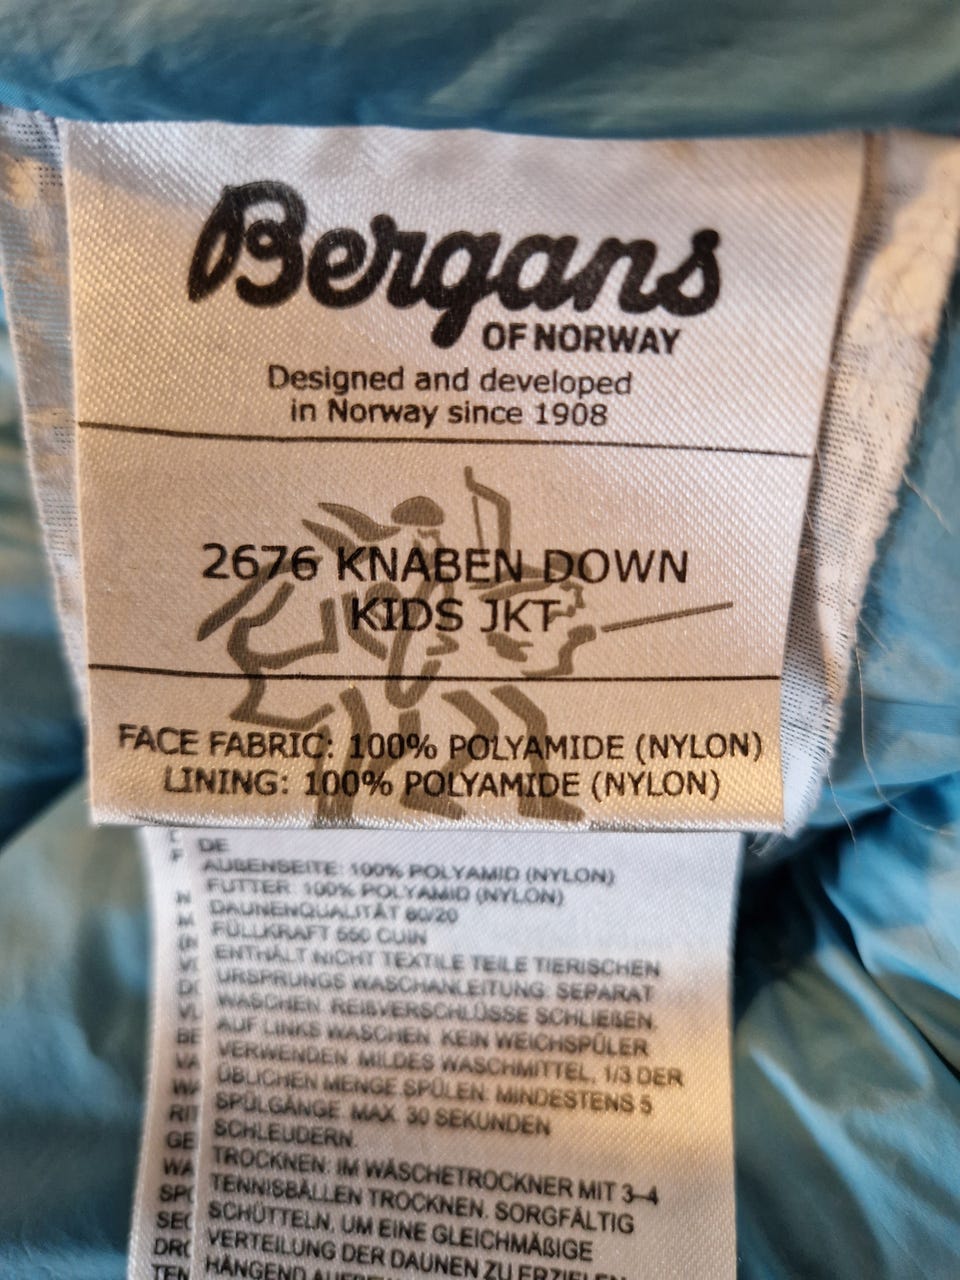 Bergans
OF NORWAY
Designed and developed
in Norway since 1908
2676 KNABEN DOWN
KIDS JKT
FACE FABRIC: 100% POLYAMIDE (NYLON)
LINING: 100% POLYAMIDE (NYLON)
DE
AUßENSEITE: 100% POLYAMID (NYLON)
FUTTER: 100% POLYAMID (NYLON)
DAUNENQUALITÄT 80/20
FÜLLKRAFT 550 CUIN
ENTHÄLT NICHT TEXTILE TEILE TIERISCHEN
URSPRUNGS WASCHANLEITUNG: SEPARAT
WASCHEN. REIßVERSCHLÜSSE SCHLIEßEN.
AUF LINKS WASCHEN. KEIN WEICHSPÜLER
VERWENDEN. MILDES WASCHMITTEL, 1/3 DER
ÜBLICHEN MENGE SPÜLEN: MINDESTENS 5
SPÜLGÄNGE. MAX. 30 SEKUNDEN
SCHLEUDERN.
TROCKNEN: IM WÄSCHETROCKNER MIT 3–4
TENNISBÄLLEN TROCKNEN. SORGFÄLTIG
SCHÜTTELN, UM EINE GLEICHMÄßIGE
VERTEILUNG DER DAUNEN ZU ERZIELEN
HÄNGEND